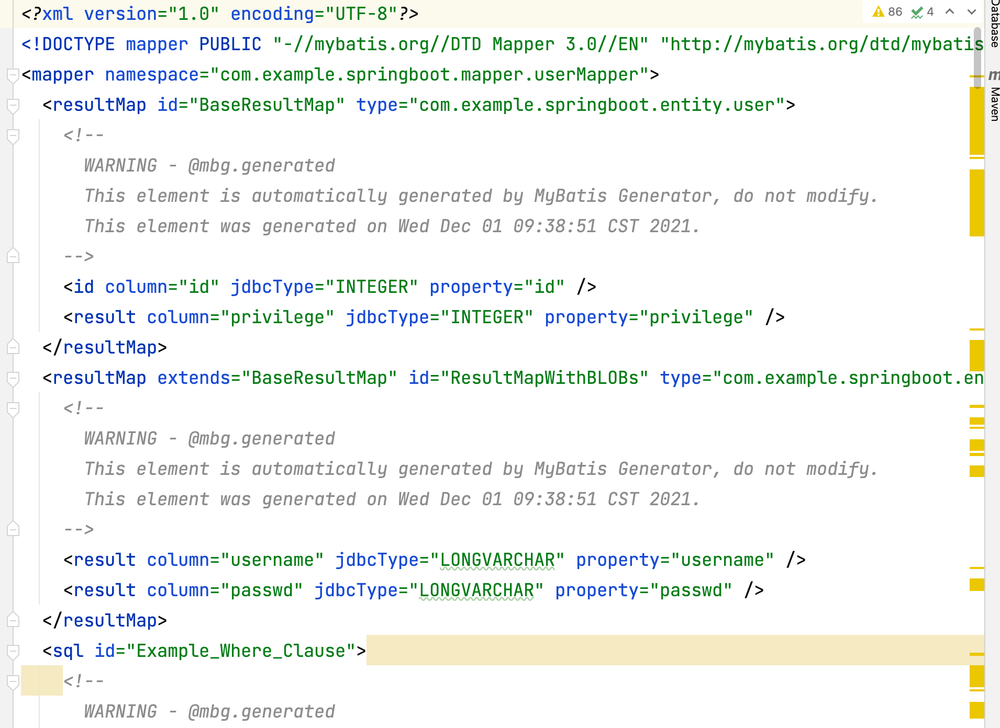 <?xml version="1.0" encoding="UTF-8"?>
86 4
<!DOCTYPE mapper PUBLIC "-//mybatis.org//DTD Mapper 3.0//EN" "http://mybatis.org/dtd/mybatis
<mapper namespace="com.example.springboot.mapper.userMapper">
  <resultMap id="BaseResultMap" type="com.example.springboot.entity.user">
    <!--
      WARNING - @mbg.generated
      This element is automatically generated by MyBatis Generator, do not modify.
      This element was generated on Wed Dec 01 09:38:51 CST 2021.
    -->
    <id column="id" jdbcType="INTEGER" property="id" />
    <result column="privilege" jdbcType="INTEGER" property="privilege" />
  </resultMap>
  <resultMap extends="BaseResultMap" id="ResultMapWithBLOBs" type="com.example.springboot.en
    <!--
      WARNING - @mbg.generated
      This element is automatically generated by MyBatis Generator, do not modify.
      This element was generated on Wed Dec 01 09:38:51 CST 2021.
    -->
    <result column="username" jdbcType="LONGVARCHAR" property="username" />
    <result column="passwd" jdbcType="LONGVARCHAR" property="passwd" />
  </resultMap>
  <sql id="Example_Where_Clause">
    <!--
      WARNING - @mbg.generated
Database
m
Maven